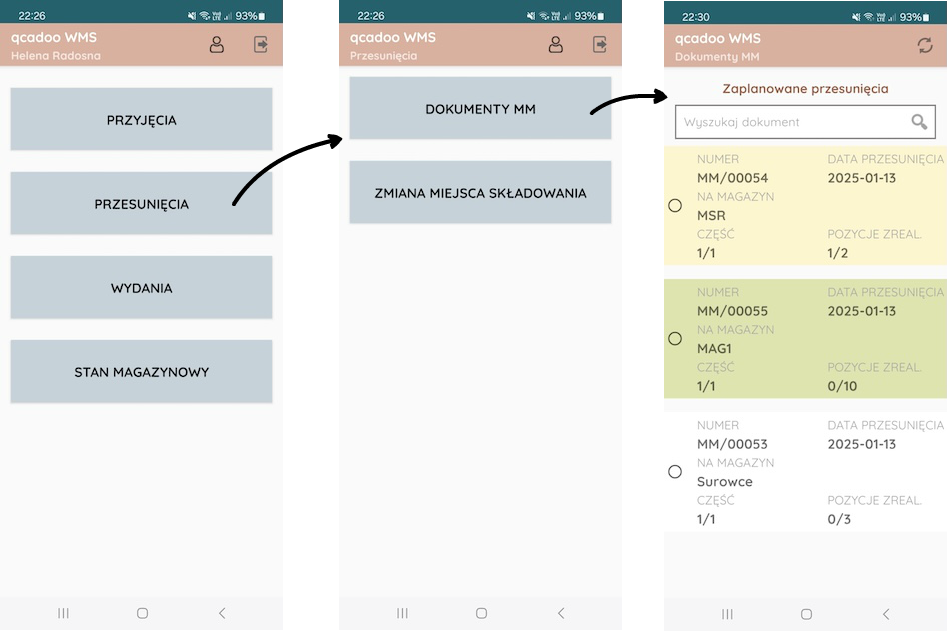 22:26
93%
qcadoo WMS
Helena Radosna
PRZYJĘCIA
PRZESUNIĘCIA
WYDANIA
STAN MAGAZYNOWY
22:26
93%
qcadoo WMS
Przesunięcia
DOKUMENTY MM
ZMIANA MIEJSCA SKŁADOWANIA
22:30
93%
qcadoo WMS
Dokumenty MM
Zaplanowane przesunięcia
Wyszukaj dokument
NUMER DATA PRZESUNIĘCIA
MM/00054 2025-01-13
NA MAGAZYN
MSR
CZĘŚĆ POZYCJE ZREAL.
1/1 1/2
NUMER DATA PRZESUNIĘCIA
MM/00055 2025-01-13
NA MAGAZYN
MAG1
CZĘŚĆ POZYCJE ZREAL.
1/1 0/10
NUMER DATA PRZESUNIĘCIA
MM/00053 2025-01-13
NA MAGAZYN
Surowce
CZĘŚĆ POZYCJE ZREAL.
1/1 0/3